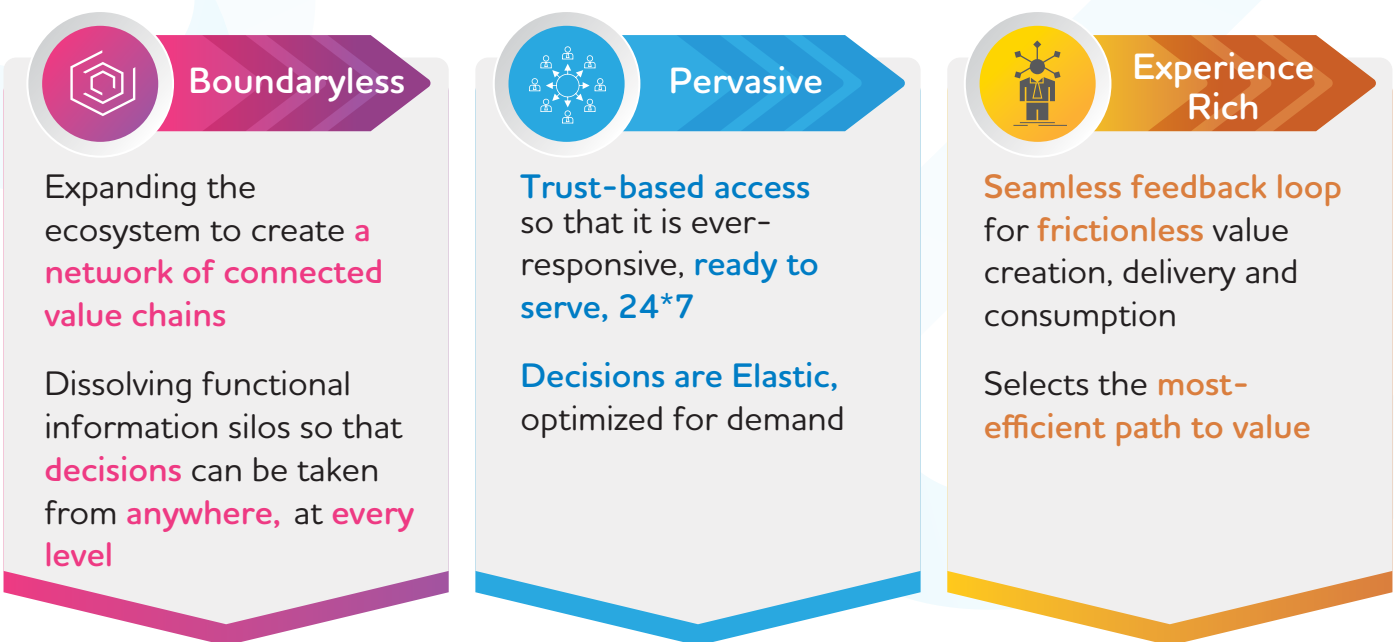 Boundaryless
Expanding the
ecosystem to create a
network of connected
value chains
Dissolving functional
information silos so that
decisions can be taken
from anywhere, at every
level
Pervasive
Trust-based access
so that it is ever-
responsive, ready to
serve, 24*7
Decisions are Elastic,
optimized for demand
Experience
Rich
Seamless feedback loop
for frictionless value
creation, delivery and
consumption
Selects the most-
efficient path to value